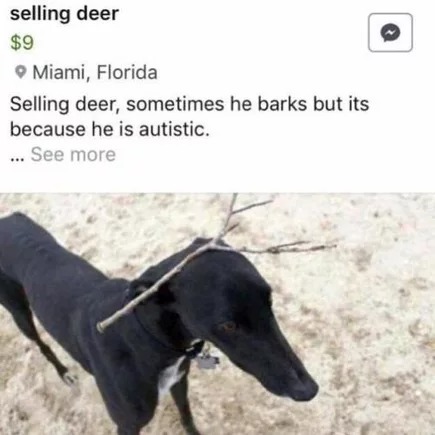 selling deer
$9
Miami, Florida
Selling deer, sometimes he barks but its
because he is autistic.
... See more